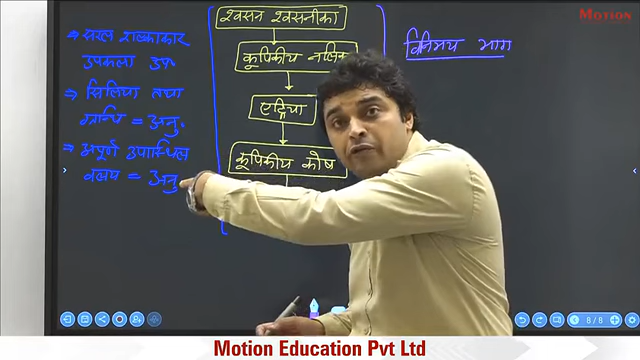 ⇒ सरल शल्काकार
उपकला उप.
⇒ सिलिया तथा
ग्रन्थि = अनु.
⇒ अपूर्ण उपास्थिल
वलय = अनु
श्वसन श्वसनीका
कूपिकीय नलिका
एट्रिया
कूपिकीय कोष
विनिमय भाग
MOTION
8 / 8
Motion Education Pvt Ltd